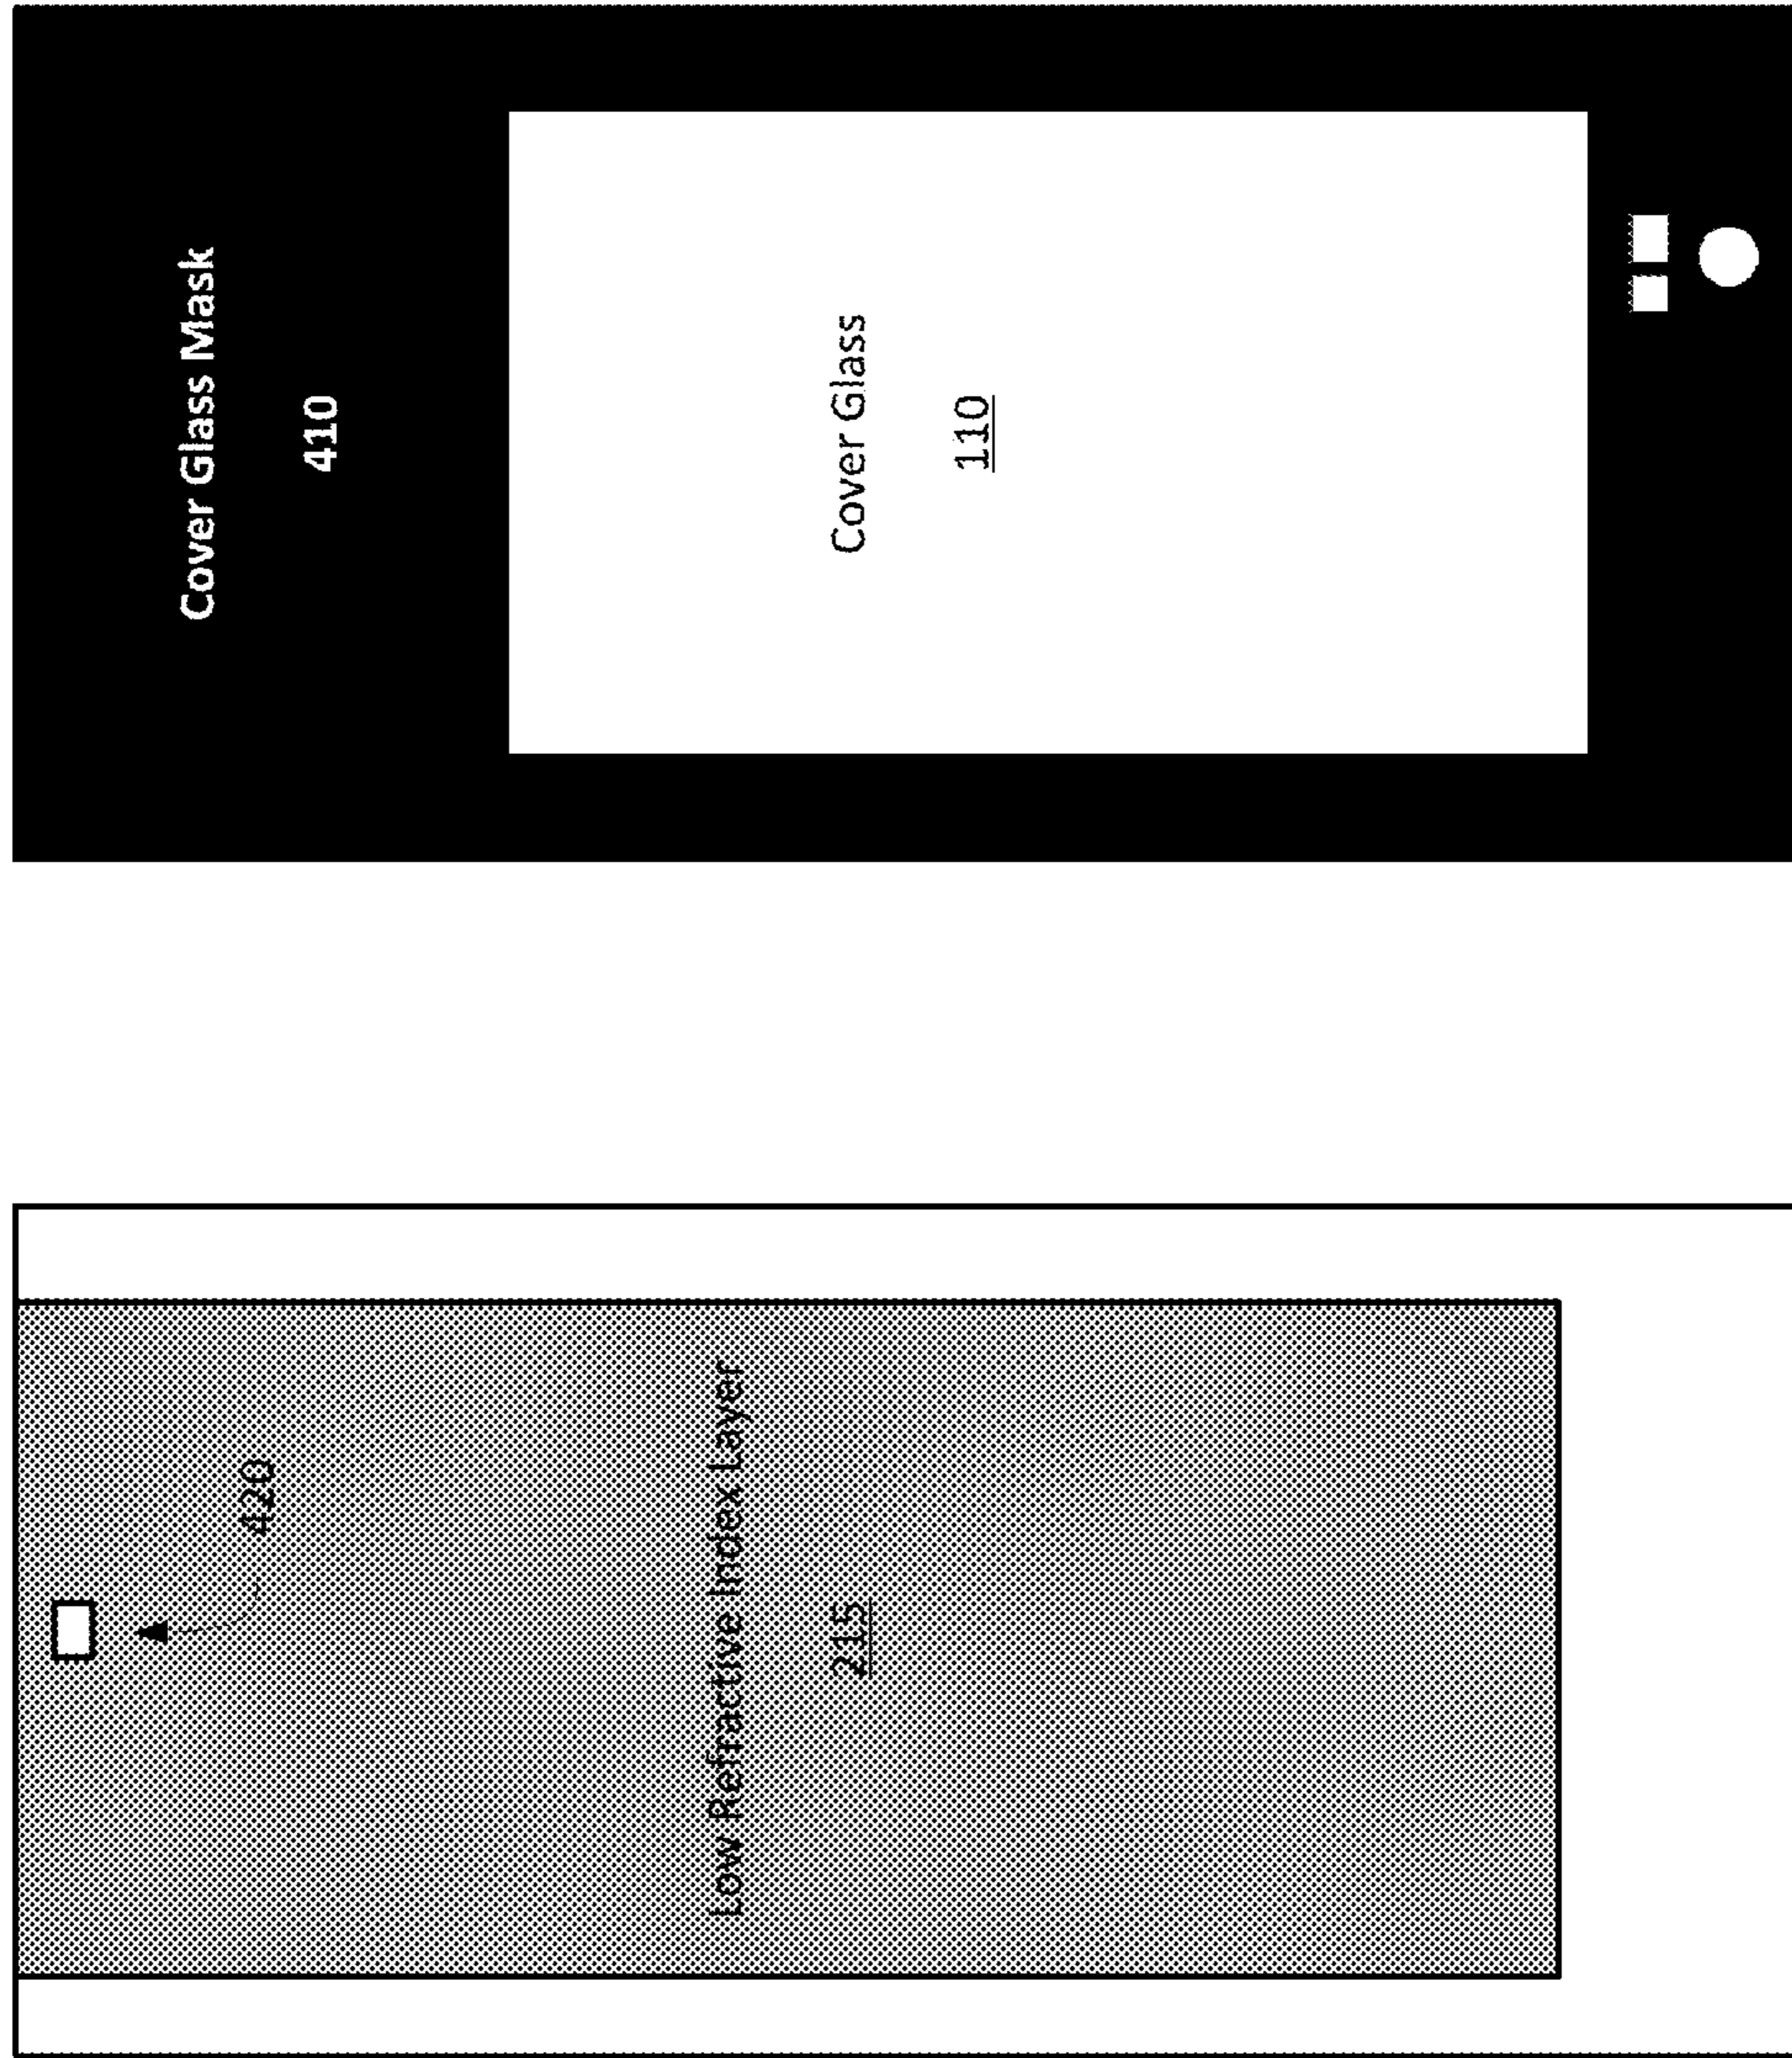 Cover Glass Mask
410
Cover Glass
110
420
Low Refractive Index Layer
215